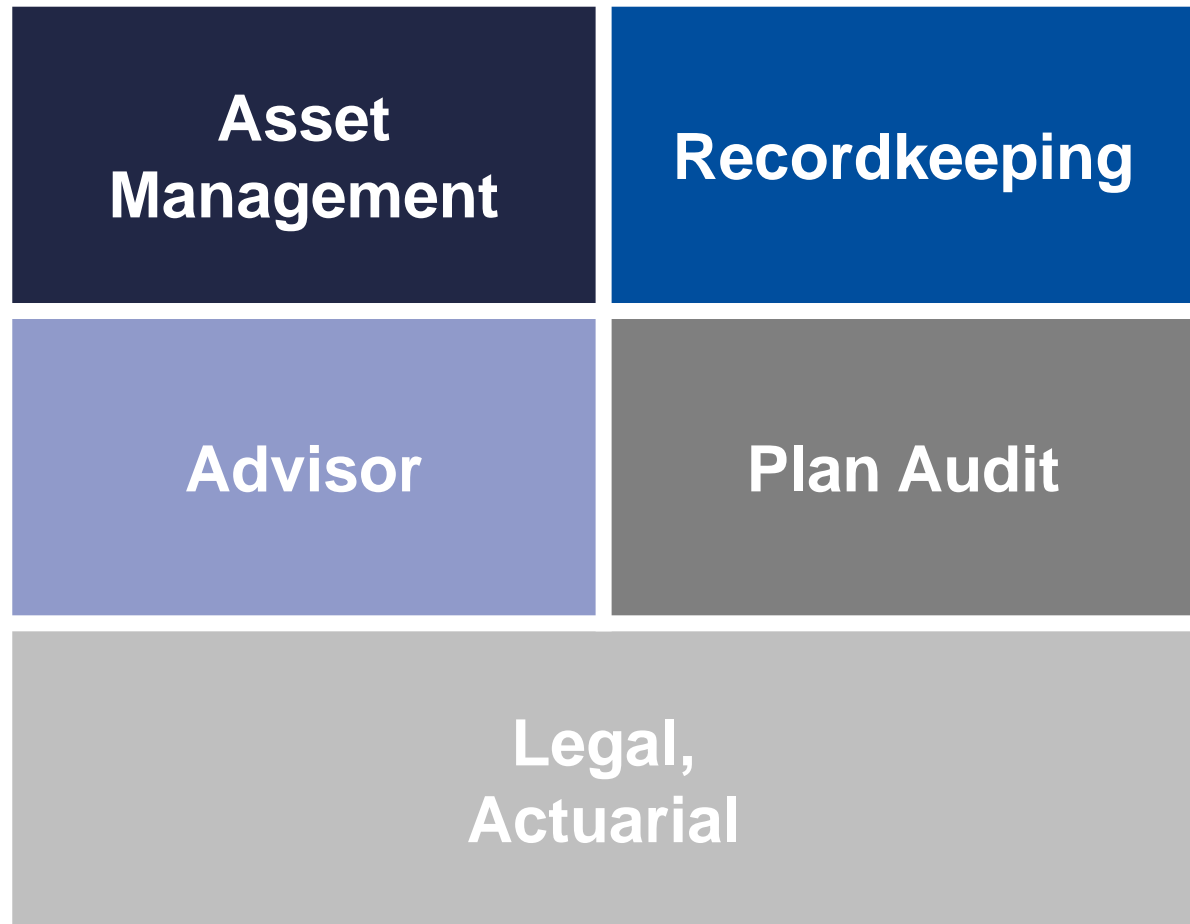 Asset
Management
Recordkeeping
Advisor
Plan Audit
Legal,
Actuarial